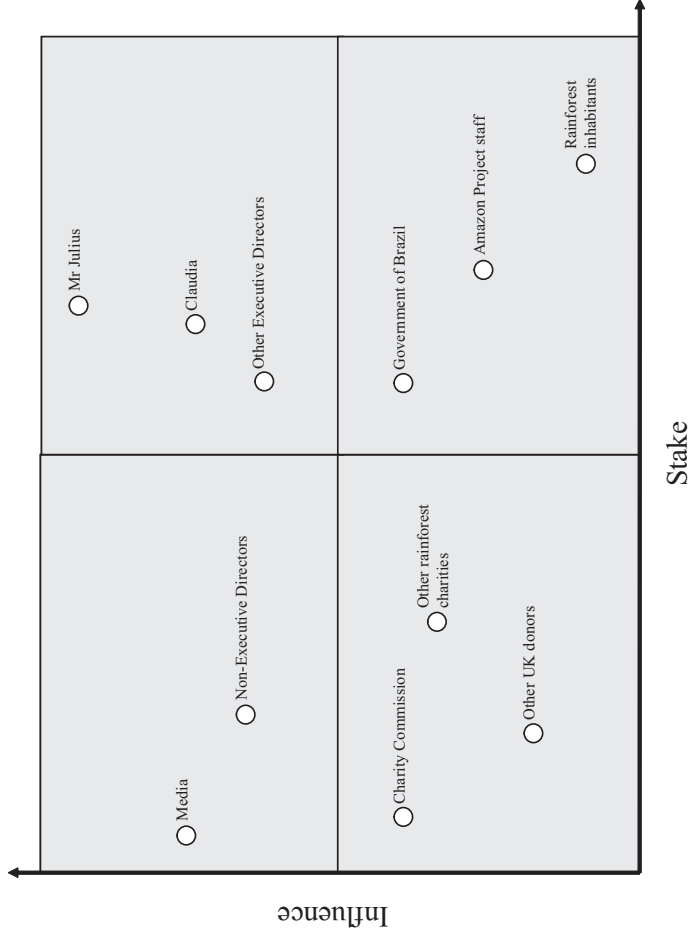 Mr Julius
Claudia
Other Executive Directors
Media
Non-Executive Directors
Government of Brazil
Amazon Project staff
Rainforest
inhabitants
Charity Commission
Other rainforest
charities
Other UK donors
Influence
Stake